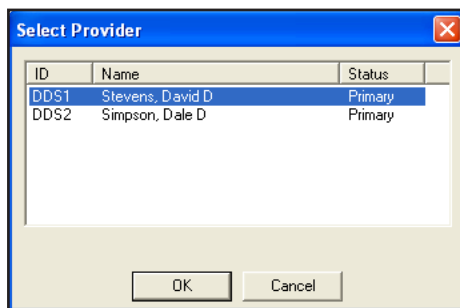 Select Provider
ID Name Status
DDS1 Stevens, David D Primary
DDS2 Simpson, Dale D Primary
OK Cancel